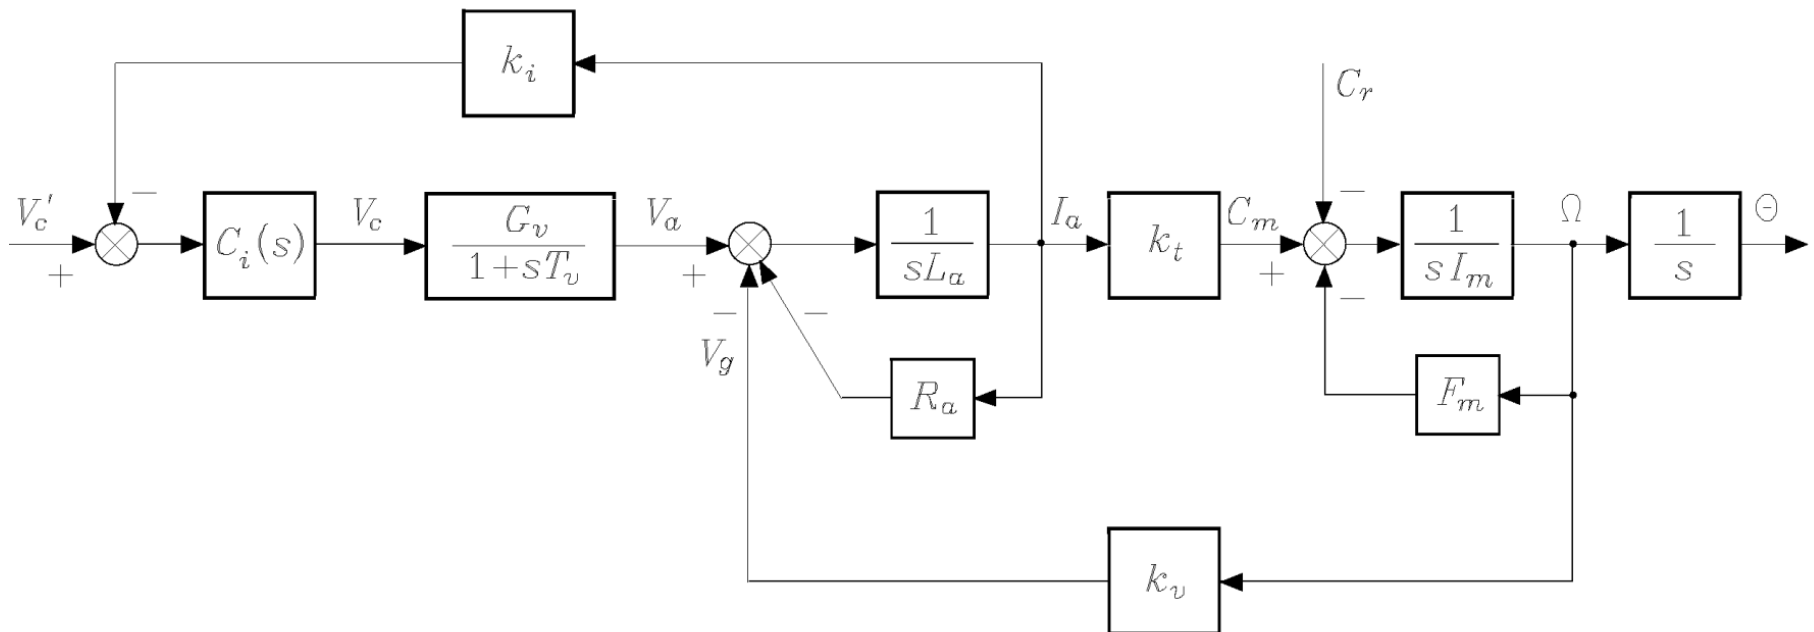 k_i
C_r
V_c' + −
C_i(s)
V_c
G_v
1+sT_v
V_a + − −
1
sL_a
I_a
k_t
C_m + − −
1
sI_m
Ω
1
s
Θ
V_g
R_a
F_m
k_v